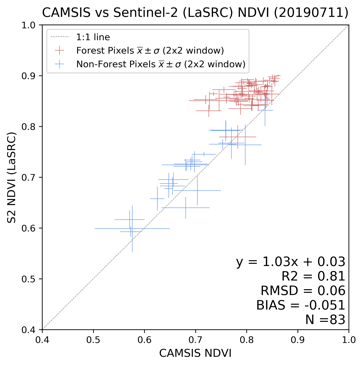 CAMSIS vs Sentinel-2 (LaSRC) NDVI (20190711)
1:1 line
Forest Pixels x̅ ± σ (2x2 window)
Non-Forest Pixels x̅ ± σ (2x2 window)
1.0
0.9
0.8
0.7
0.6
0.5
0.4
S2 NDVI (LaSRC)
y = 1.03x + 0.03
R2 = 0.81
RMSD = 0.06
BIAS = -0.051
N =83
0.4 0.5 0.6 0.7 0.8 0.9 1.0
CAMSIS NDVI